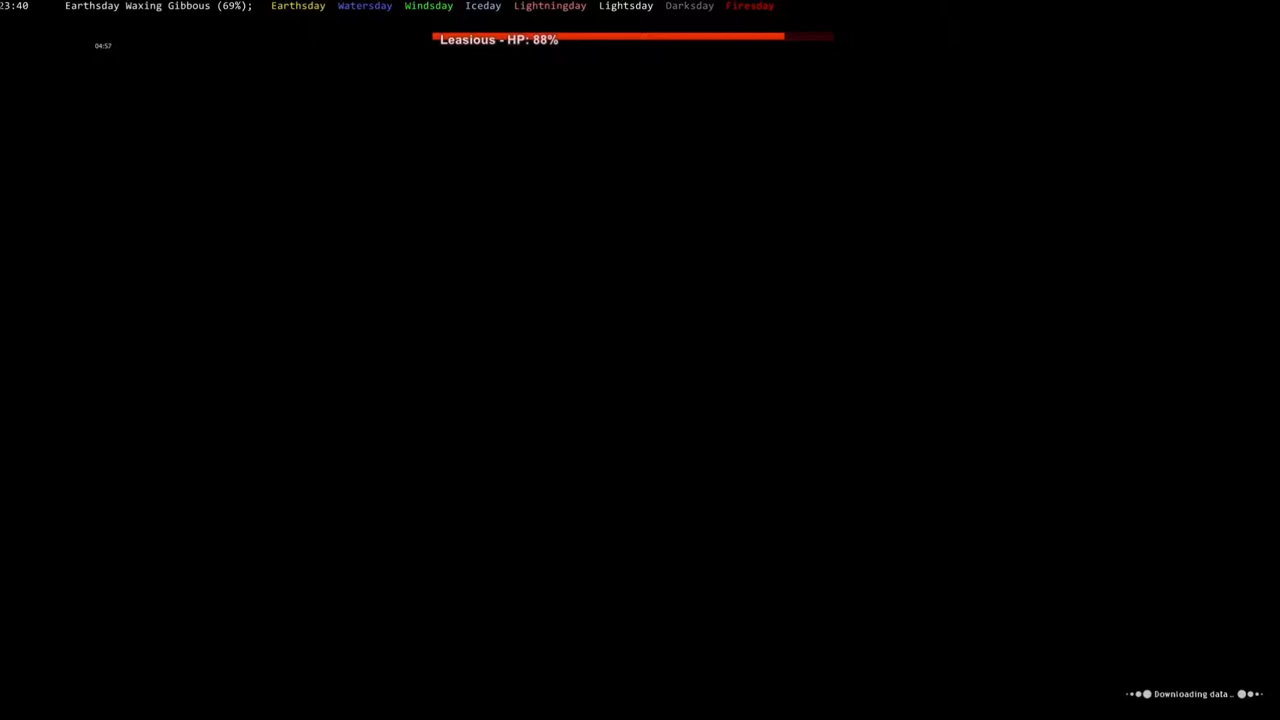 23:40 Earthsday Waxing Gibbous (69%); Earthsday Watersday Windsday Iceday Lightningday Lightsday Darksday Firesday
Leasious - HP: 88%
04:57
Downloading data ..